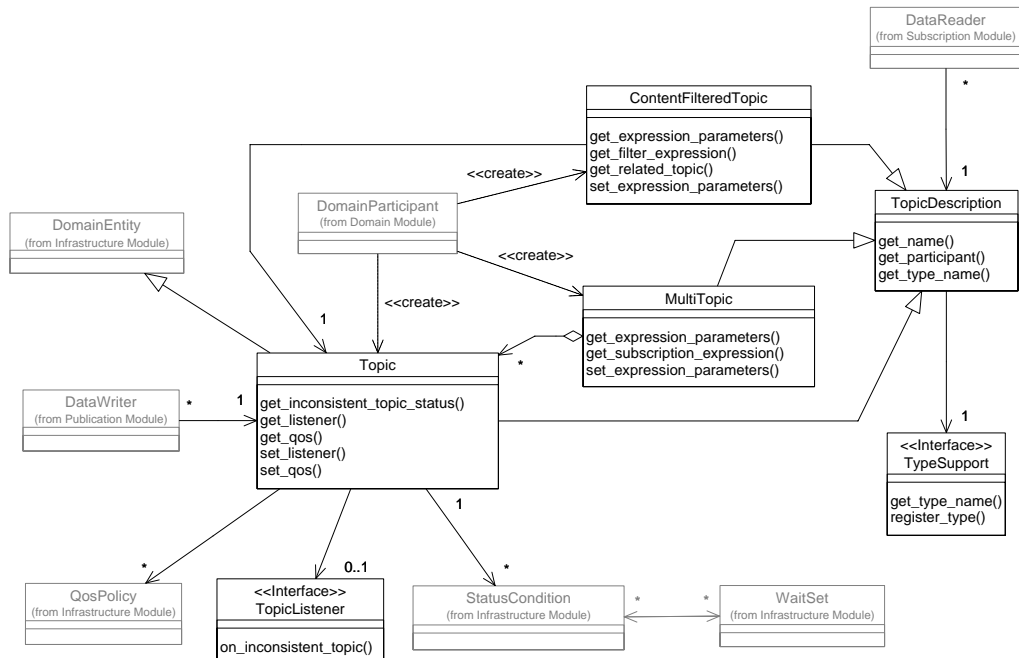 DataReader
(from Subscription Module)
*
ContentFilteredTopic
get_expression_parameters()
get_filter_expression()
get_related_topic()
set_expression_parameters()
<<create>>
1
DomainParticipant
(from Domain Module)
TopicDescription
get_name()
get_participant()
get_type_name()
DomainEntity
(from Infrastructure Module)
<<create>>
<<create>>
MultiTopic
get_expression_parameters()
get_subscription_expression()
set_expression_parameters()
1
*
Topic
get_inconsistent_topic_status()
get_listener()
get_qos()
set_listener()
set_qos()
DataWriter
(from Publication Module)
*
1
1
<<Interface>>
TypeSupport
get_type_name()
register_type()
1
*
0..1
*
QosPolicy
(from Infrastructure Module)
<<Interface>>
TopicListener
on_inconsistent_topic()
StatusCondition
(from Infrastructure Module)
*
*
WaitSet
(from Infrastructure Module)